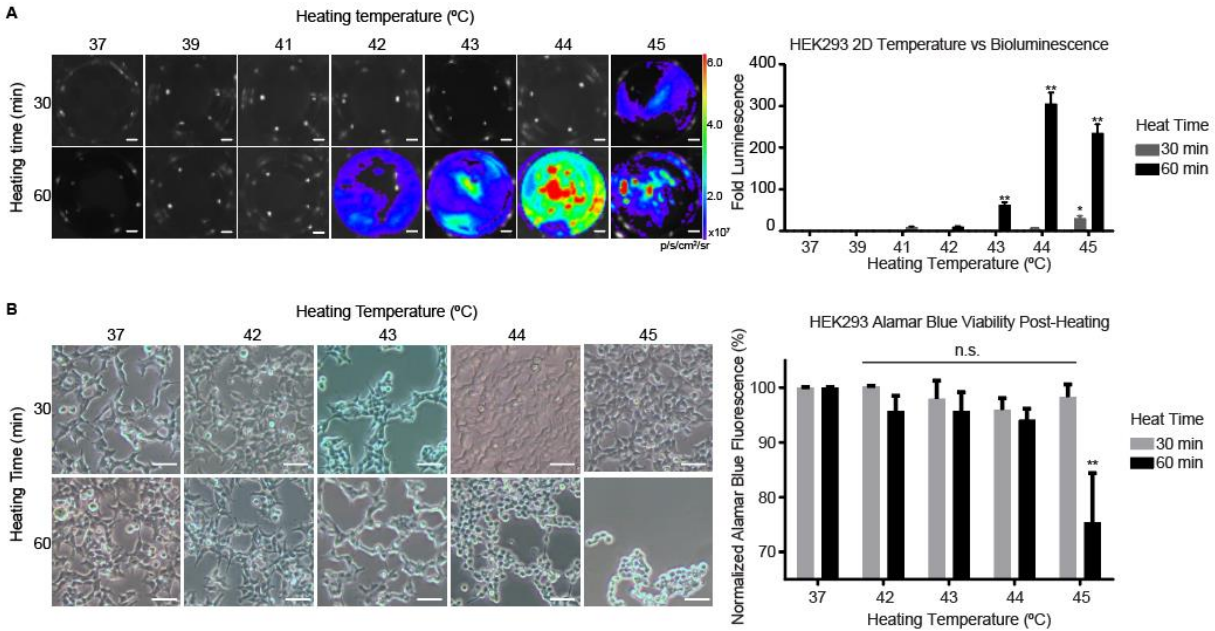 A
Heating temperature (ºC)
37 39 41 42 43 44 45
Heating time (min)
30
60
6.0
4.0
2.0
x10⁷
p/s/cm²/sr
HEK293 2D Temperature vs Bioluminescence
Fold Luminescence
400
300
200
100
0
**
**
**
*
37 39 41 42 43 44 45
Heating Temperature (ºC)
Heat Time
30 min
60 min
B
Heating Temperature (ºC)
37 42 43 44 45
Heating Time (min)
30
60
HEK293 Alamar Blue Viability Post-Heating
Normalized Alamar Blue Fluorescence (%)
n.s.
100
90
80
70
**
37 42 43 44 45
Heating Temperature (ºC)
Heat Time
30 min
60 min